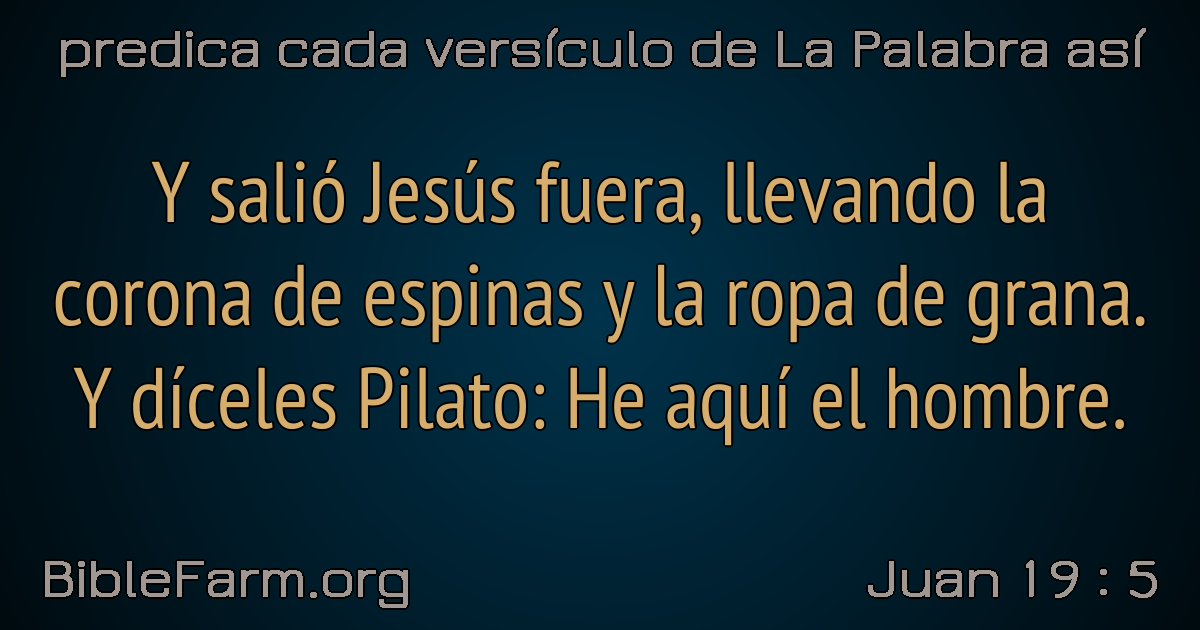 predica cada versículo de La Palabra así
Y salió Jesús fuera, llevando la
corona de espinas y la ropa de grana.
Y díceles Pilato: He aquí el hombre.
BibleFarm.org
Juan 19 : 5